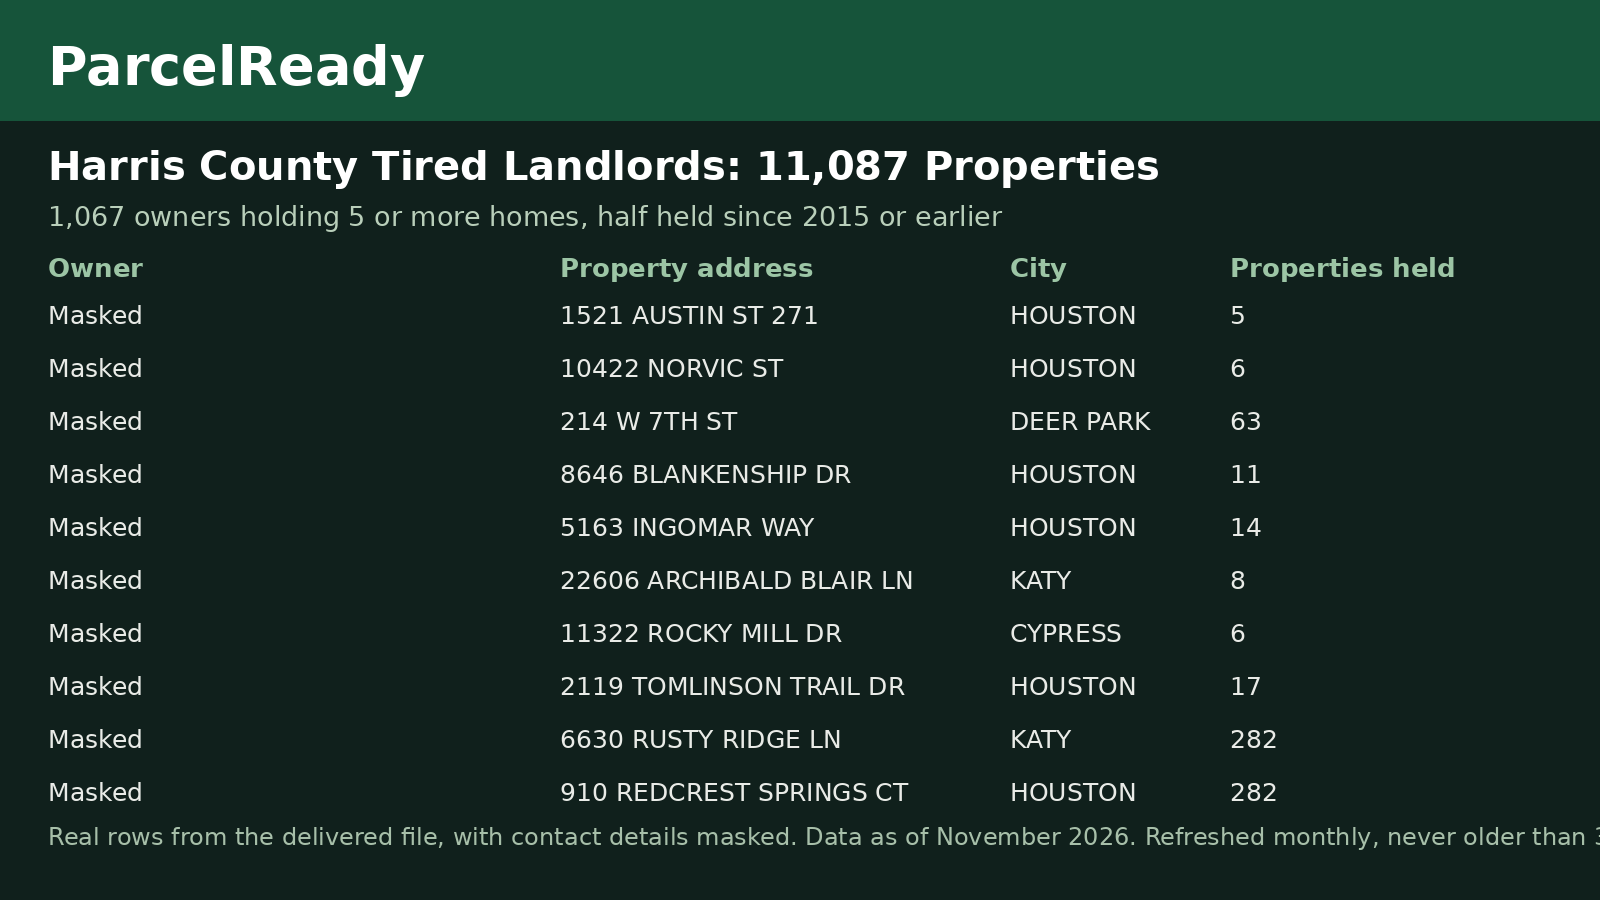 ParcelReady
Harris County Tired Landlords: 11,087 Properties
1,067 owners holding 5 or more homes, half held since 2015 or earlier
Owner Property address City Properties held
Masked 1521 AUSTIN ST 271 HOUSTON 5
Masked 10422 NORVIC ST HOUSTON 6
Masked 214 W 7TH ST DEER PARK 63
Masked 8646 BLANKENSHIP DR HOUSTON 11
Masked 5163 INGOMAR WAY HOUSTON 14
Masked 22606 ARCHIBALD BLAIR LN KATY 8
Masked 11322 ROCKY MILL DR CYPRESS 6
Masked 2119 TOMLINSON TRAIL DR HOUSTON 17
Masked 6630 RUSTY RIDGE LN KATY 282
Masked 910 REDCREST SPRINGS CT HOUSTON 282
Real rows from the delivered file, with contact details masked. Data as of November 2026. Refreshed monthly, never older than